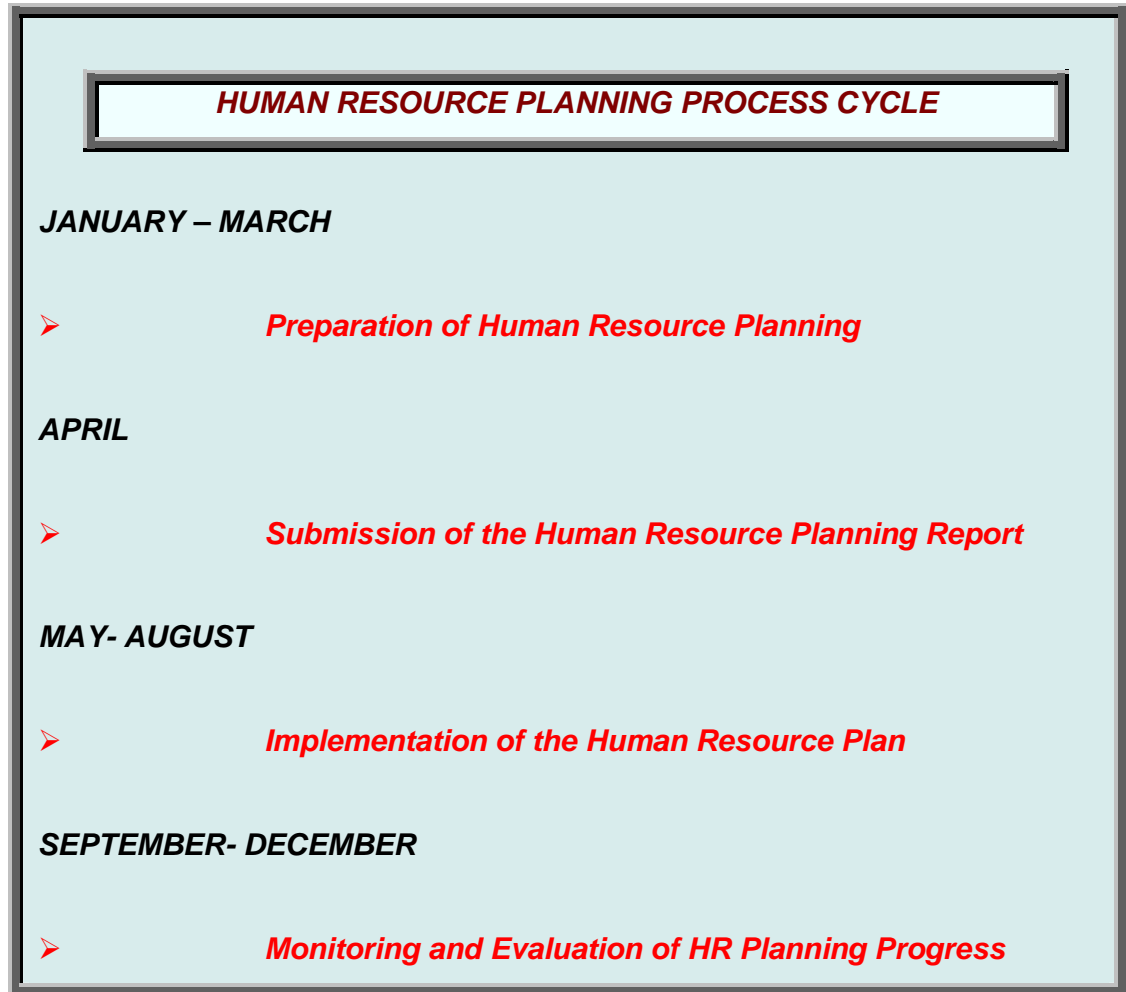 HUMAN RESOURCE PLANNING PROCESS CYCLE
JANUARY – MARCH
➢ Preparation of Human Resource Planning
APRIL
➢ Submission of the Human Resource Planning Report
MAY- AUGUST
➢ Implementation of the Human Resource Plan
SEPTEMBER- DECEMBER
➢ Monitoring and Evaluation of HR Planning Progress